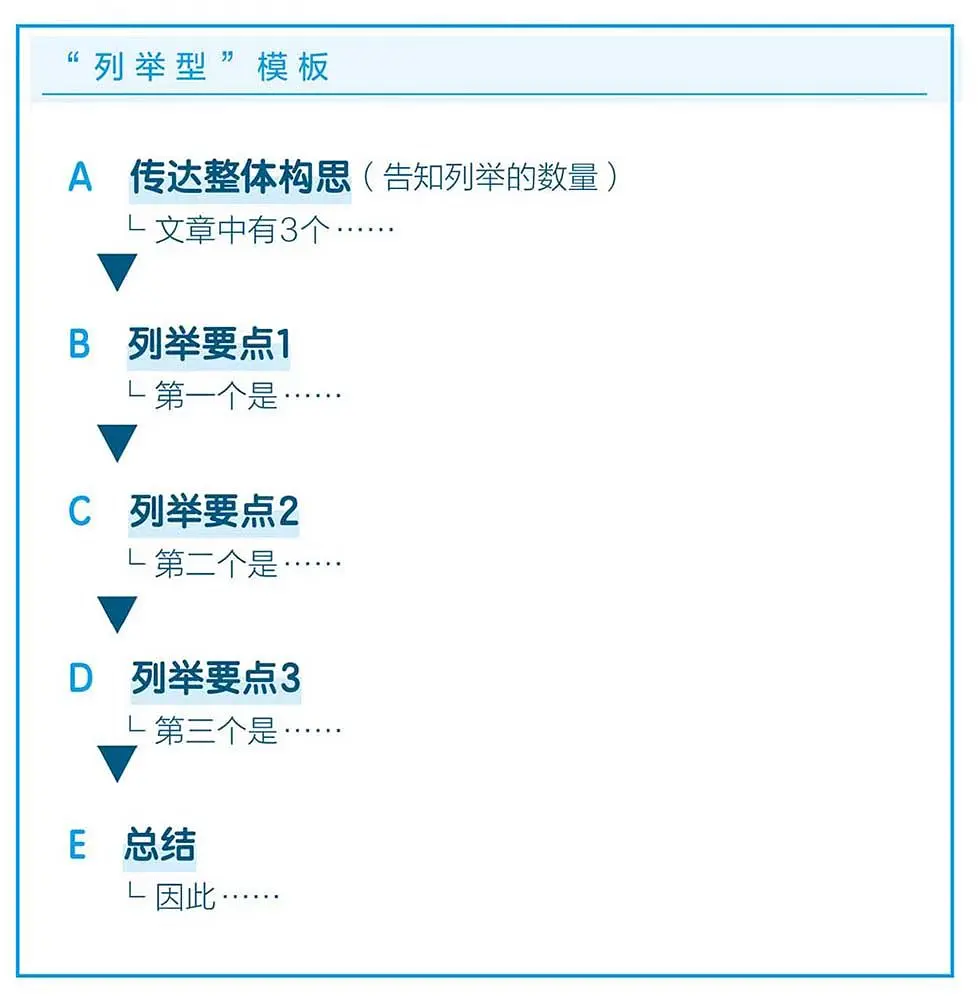 “列举型”模板
A 传达整体构思（告知列举的数量）
└ 文章中有3个……
B 列举要点1
└ 第一个是……
C 列举要点2
└ 第二个是……
D 列举要点3
└ 第三个是……
E 总结
└ 因此……